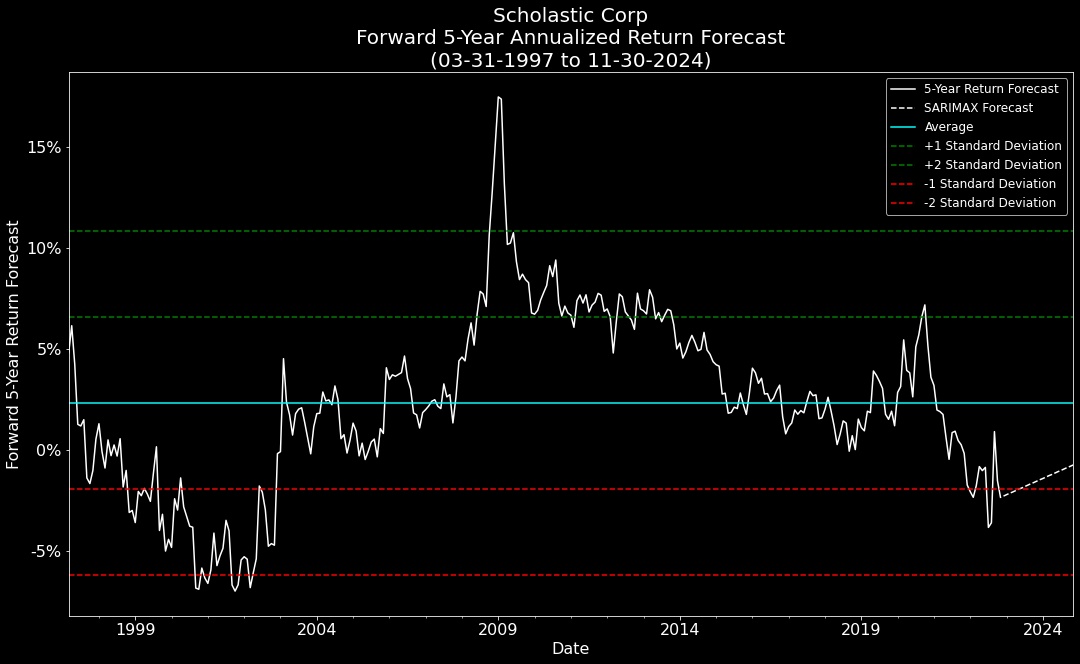 Scholastic Corp
Forward 5-Year Annualized Return Forecast
(03-31-1997 to 11-30-2024)
5-Year Return Forecast
SARIMAX Forecast
Average
+1 Standard Deviation
+2 Standard Deviation
-1 Standard Deviation
-2 Standard Deviation
Forward 5-Year Return Forecast
15%
10%
5%
0%
-5%
1999
2004
2009
2014
2019
2024
Date